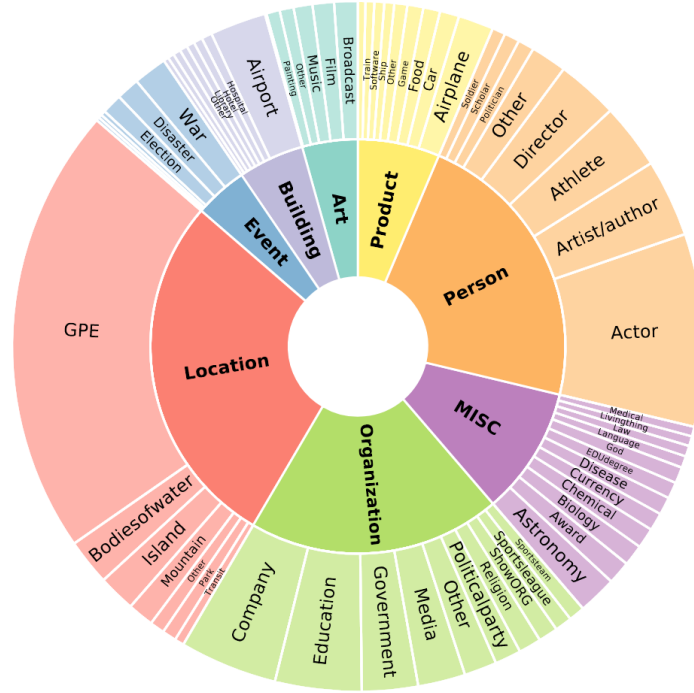 Product
Train
Software
Ship
Other
Game
Food
Car
Airplane
Person
Soldier
Scholar
Politician
Other
Director
Athlete
Artist/author
Actor
MISC
Medical
Livingthing
Law
Language
God
EDUdegree
Disease
Currency
Chemical
Biology
Award
Astronomy
Organization
Sportsteam
Sportsleague
ShowORG
Religion
Politicalparty
Other
Media
Government
Education
Company
Location
Transit
Park
Other
Mountain
Island
Bodiesofwater
GPE
Event
Election
Disaster
War
Building
Other
Library
Hotel
Hospital
Airport
Art
Painting
Other
Music
Film
Broadcast